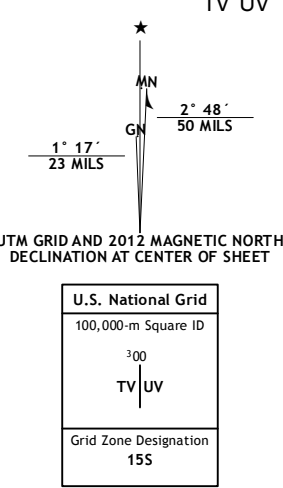 TV UV
★
MN
GN
2° 48´
50 MILS
1° 17´
23 MILS
UTM GRID AND 2012 MAGNETIC NORTH
DECLINATION AT CENTER OF SHEET
U.S. National Grid
100,000-m Square ID
³00
TV UV
Grid Zone Designation
15S